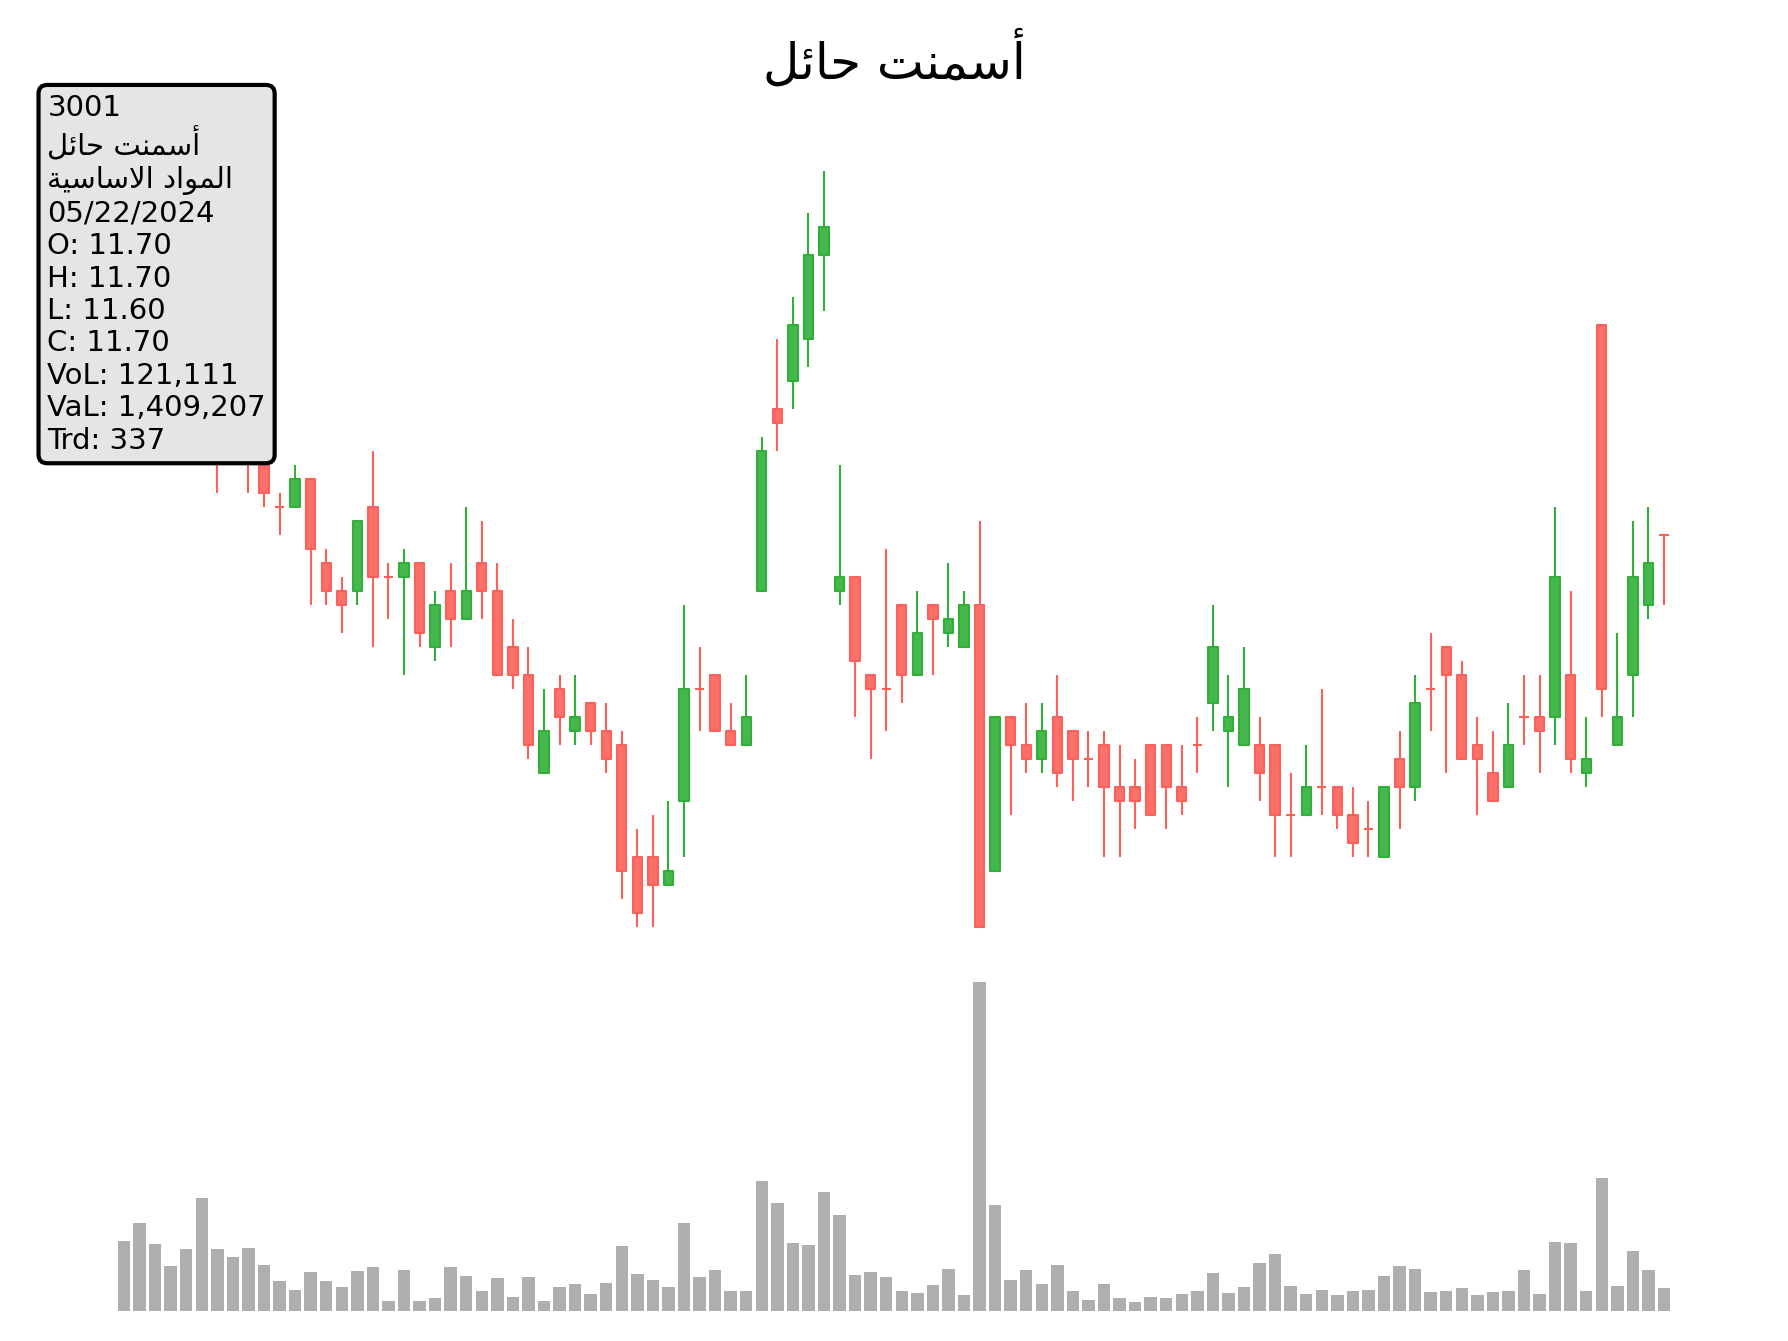 أسمنت حائل
3001
أسمنت حائل
المواد الاساسية
05/22/2024
O: 11.70
H: 11.70
L: 11.60
C: 11.70
VoL: 121,111
VaL: 1,409,207
Trd: 337